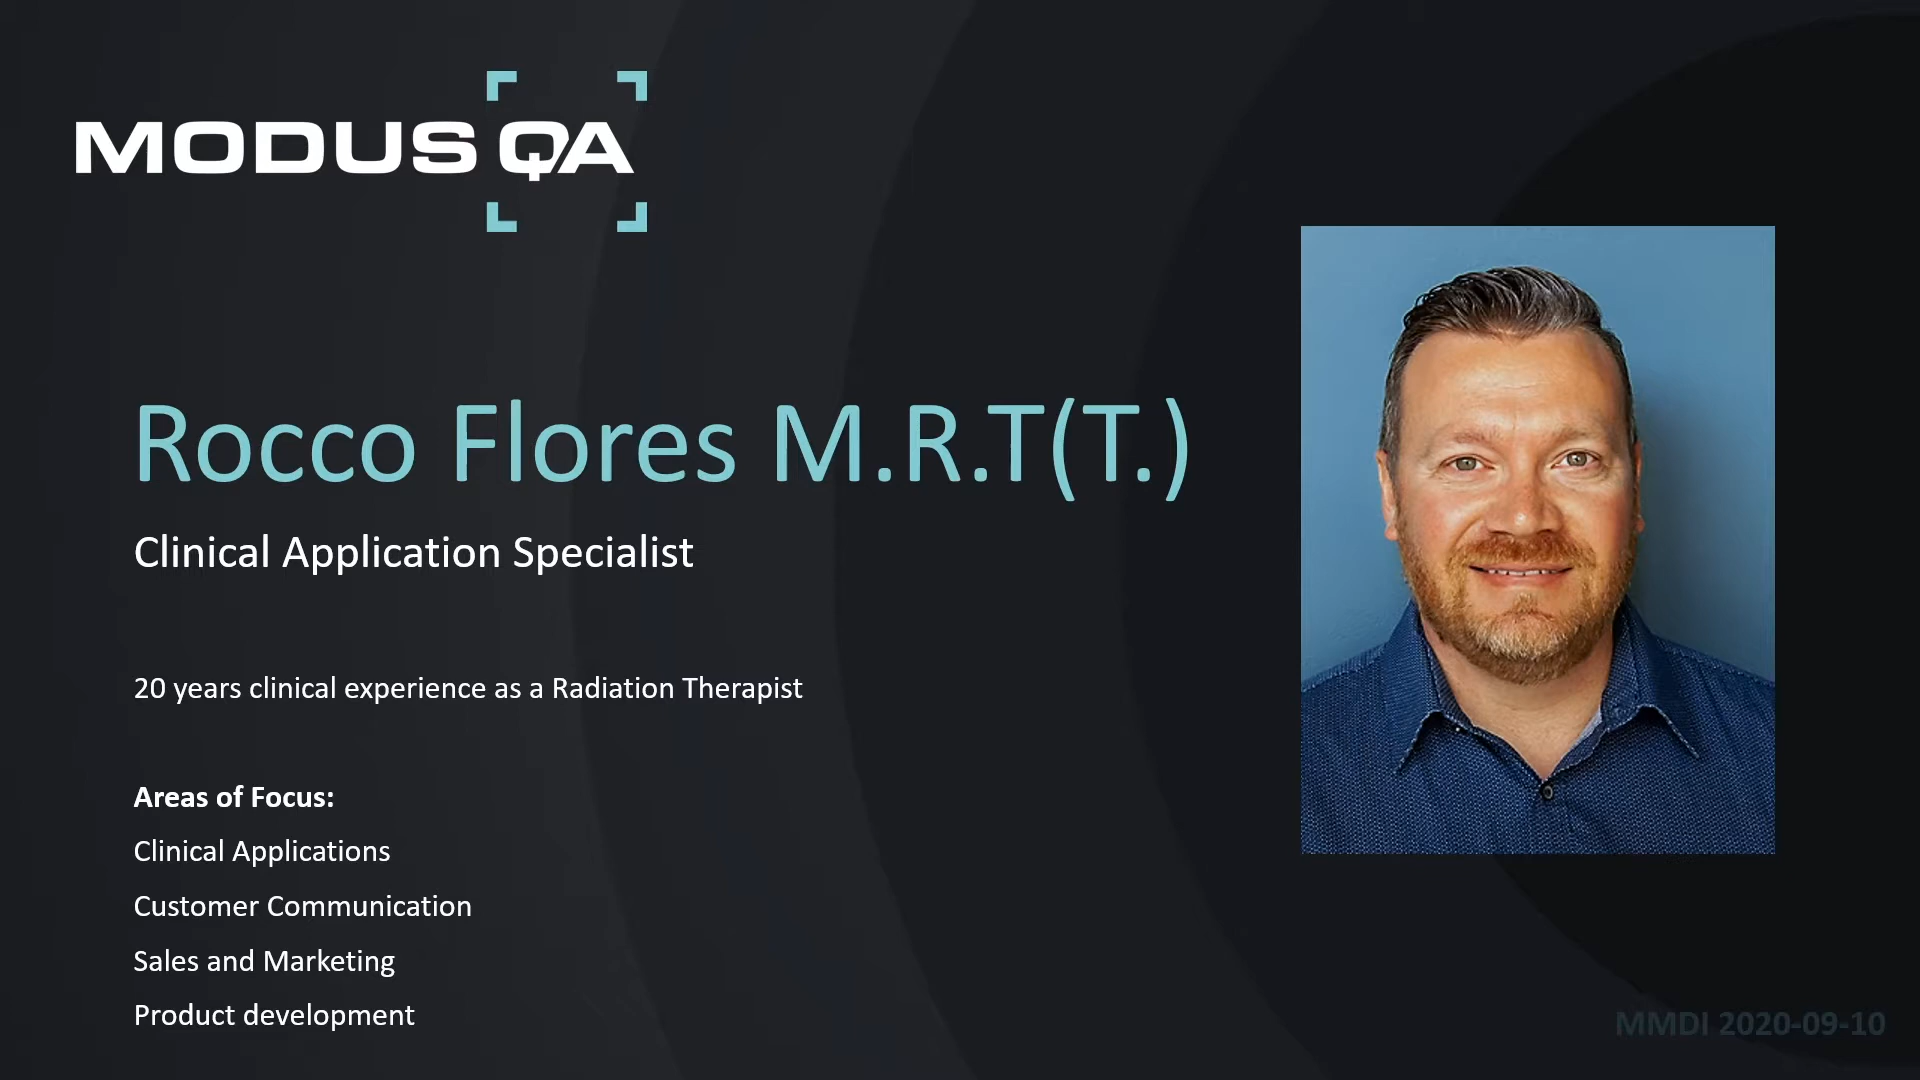 MODUS QA
Rocco Flores M.R.T(T.)
Clinical Application Specialist
20 years clinical experience as a Radiation Therapist
Areas of Focus:
Clinical Applications
Customer Communication
Sales and Marketing
Product development
MMDI 2020-09-10